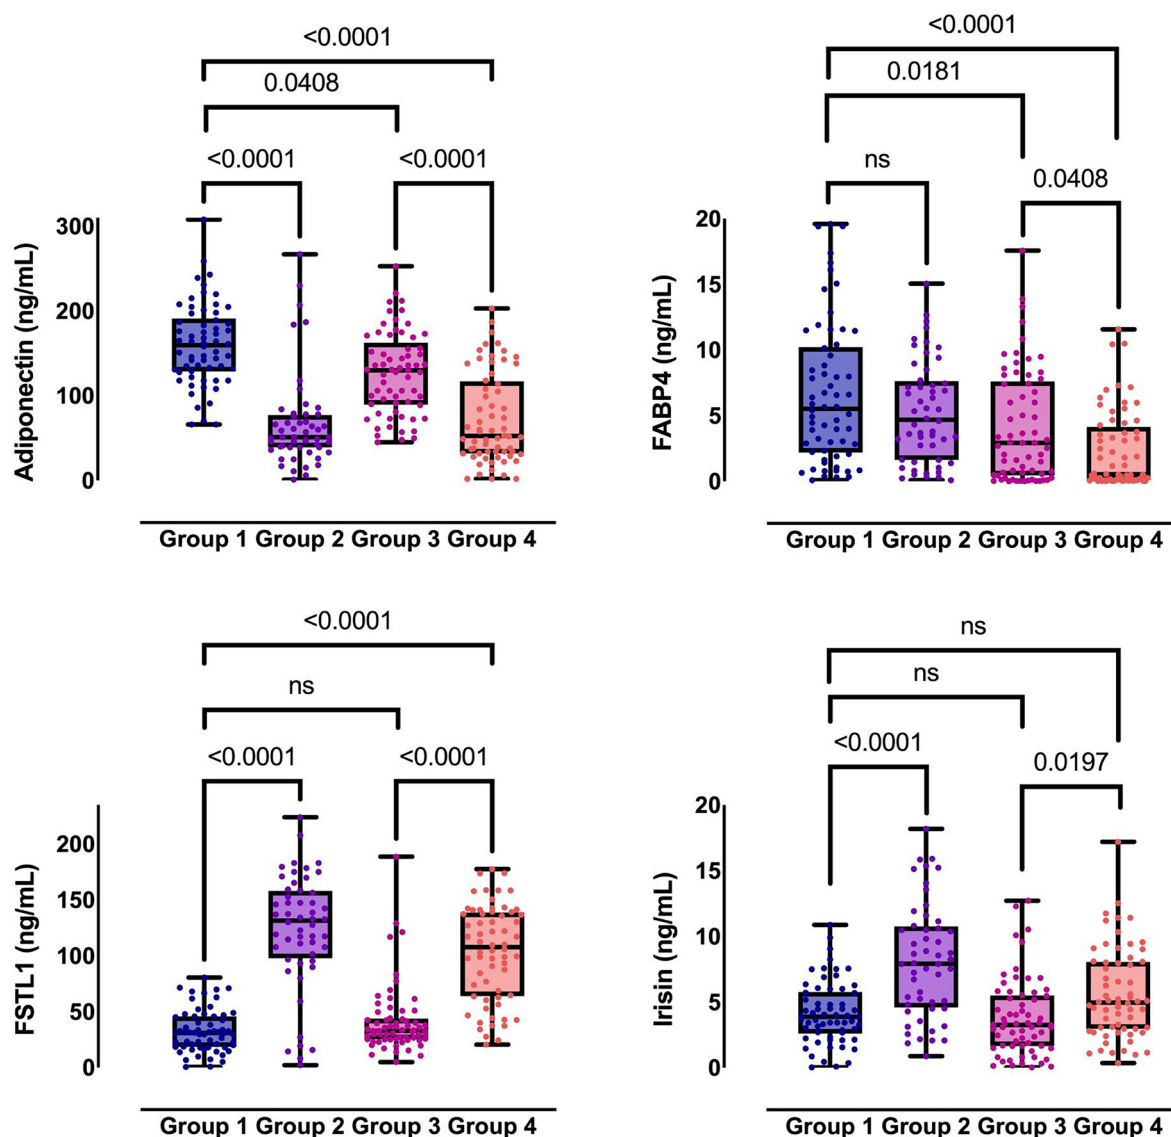 <0.0001
0.0408
<0.0001
<0.0001
Adiponectin (ng/mL)
300
200
100
0
Group 1 Group 2 Group 3 Group 4
<0.0001
0.0181
ns
0.0408
FABP4 (ng/mL)
20
15
10
5
0
Group 1 Group 2 Group 3 Group 4
<0.0001
ns
<0.0001
<0.0001
FSTL1 (ng/mL)
200
150
100
50
0
Group 1 Group 2 Group 3 Group 4
ns
ns
<0.0001
0.0197
Irisin (ng/mL)
20
15
10
5
0
Group 1 Group 2 Group 3 Group 4